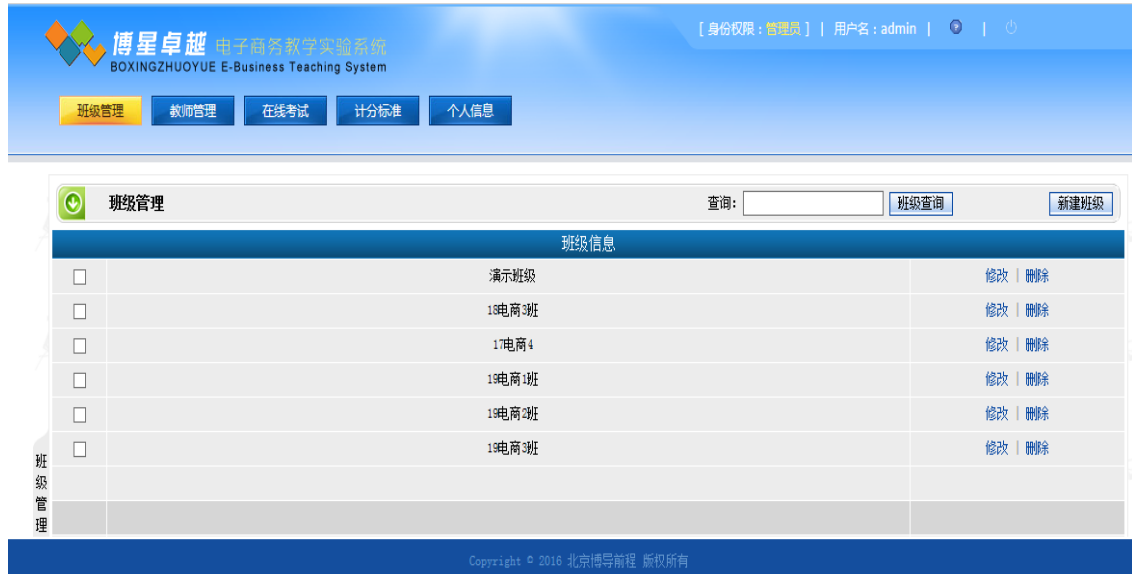 [ 身份权限：管理员 ] | 用户名：admin | |
博星卓越 电子商务教学实验系统
BOXINGZHUOYUE E-Business Teaching System
班级管理 教师管理 在线考试 计分标准 个人信息
班级管理 查询: 班级查询 新建班级
班级信息
演示班级 修改 | 删除
18电商3班 修改 | 删除
17电商4 修改 | 删除
19电商1班 修改 | 删除
19电商2班 修改 | 删除
19电商3班 修改 | 删除
班级管理
Copyright © 2016 北京博导前程 版权所有